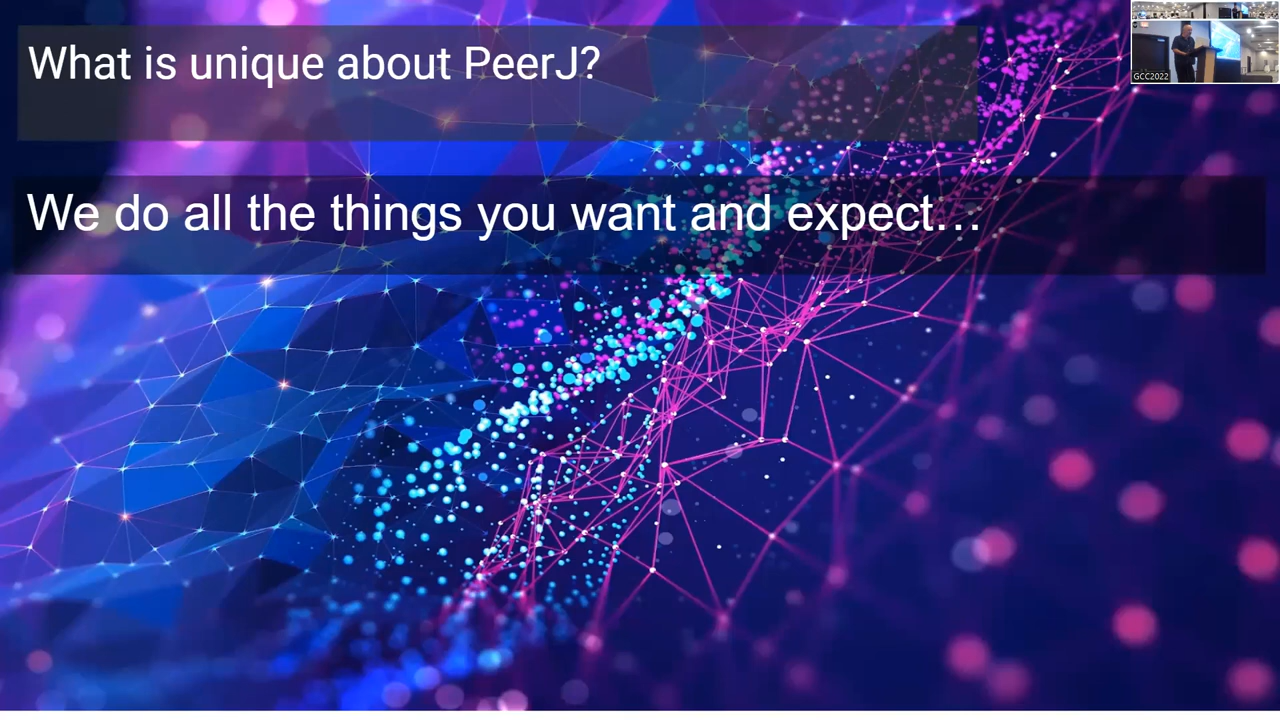 What is unique about PeerJ?
We do all the things you want and expect…
GCC2022